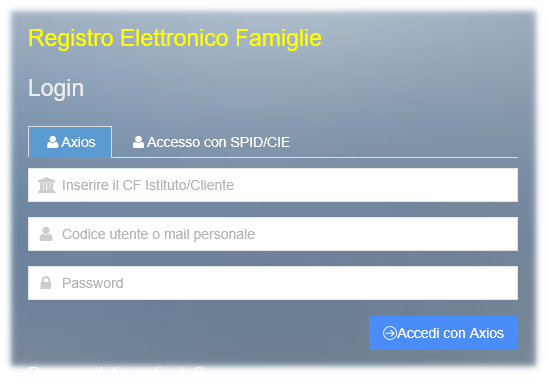 Registro Elettronico Famiglie
Login
Axios
Accesso con SPID/CIE
Inserire il CF Istituto/Cliente
Codice utente o mail personale
Password
Accedi con Axios